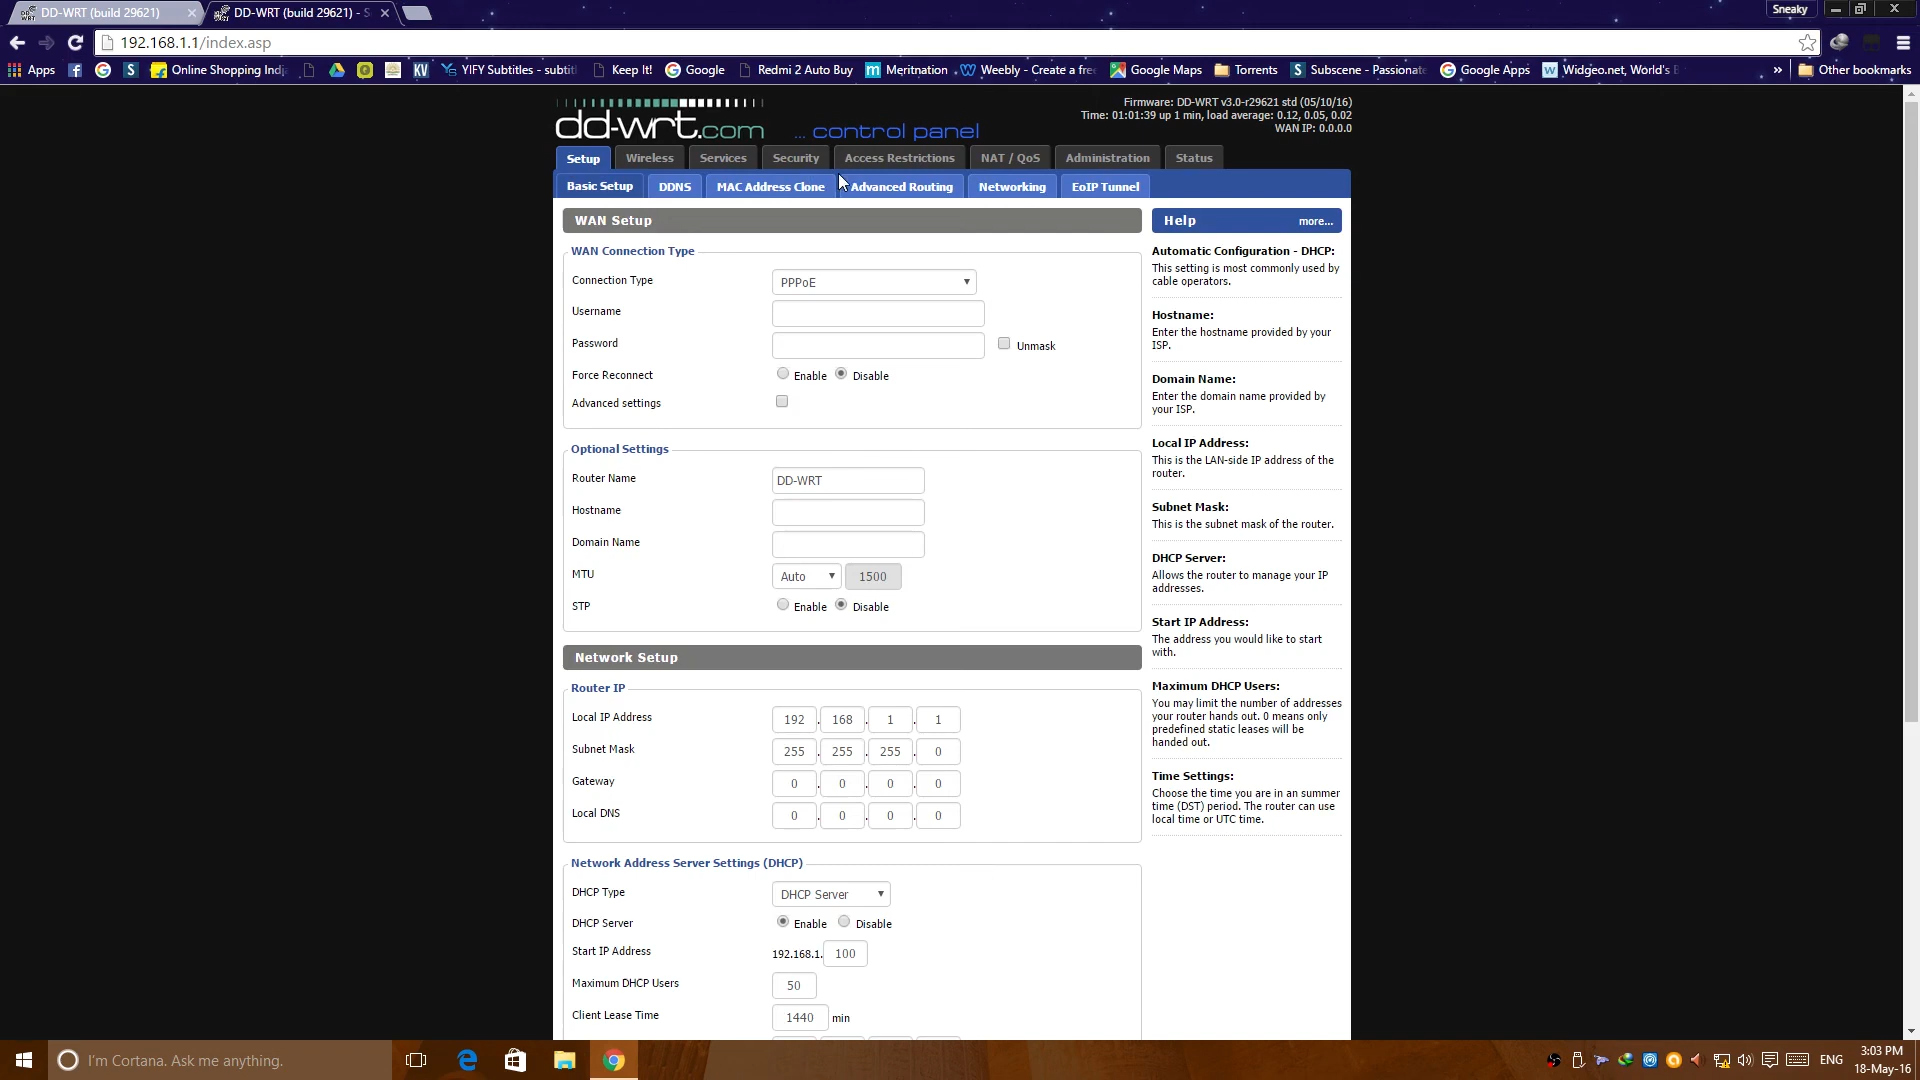 DD-WRT (build 29621)
DD-WRT (build 29621) - S
Sneaky
192.168.1.1/index.asp
Apps
Online Shopping Indi
KV
YIFY Subtitles - subtit
Keep It!
Google
Redmi 2 Auto Buy
Meritnation
Weebly - Create a free
Google Maps
Torrents
Subscene - Passionate
Google Apps
Widgeo.net, World's
»
Other bookmarks
dd-wrt.com ... control panel
Firmware: DD-WRT v3.0-r29621 std (05/10/16)
Time: 01:01:39 up 1 min, load average: 0.12, 0.05, 0.02
WAN IP: 0.0.0.0
Setup Wireless Services Security Access Restrictions NAT / QoS Administration Status
Basic Setup DDNS MAC Address Clone Advanced Routing Networking EoIP Tunnel
WAN Setup
WAN Connection Type
Connection Type PPPoE
Username
Password Unmask
Force Reconnect Enable Disable
Advanced settings
Optional Settings
Router Name DD-WRT
Hostname
Domain Name
MTU Auto 1500
STP Enable Disable
Network Setup
Router IP
Local IP Address 192 . 168 . 1 . 1
Subnet Mask 255 . 255 . 255 . 0
Gateway 0 . 0 . 0 . 0
Local DNS 0 . 0 . 0 . 0
Network Address Server Settings (DHCP)
DHCP Type DHCP Server
DHCP Server Enable Disable
Start IP Address 192.168.1. 100
Maximum DHCP Users 50
Client Lease Time 1440 min
Help more...
Automatic Configuration - DHCP:
This setting is most commonly used by
cable operators.
Hostname:
Enter the hostname provided by your
ISP.
Domain Name:
Enter the domain name provided by
your ISP.
Local IP Address:
This is the LAN-side IP address of the
router.
Subnet Mask:
This is the subnet mask of the router.
DHCP Server:
Allows the router to manage your IP
addresses.
Start IP Address:
The address you would like to start
with.
Maximum DHCP Users:
You may limit the number of addresses
your router hands out. 0 means only
predefined static leases will be
handed out.
Time Settings:
Choose the time you are in an summer
time (DST) period. The router can use
local time or UTC time.
I'm Cortana. Ask me anything.
ENG
3:03 PM
18-May-16